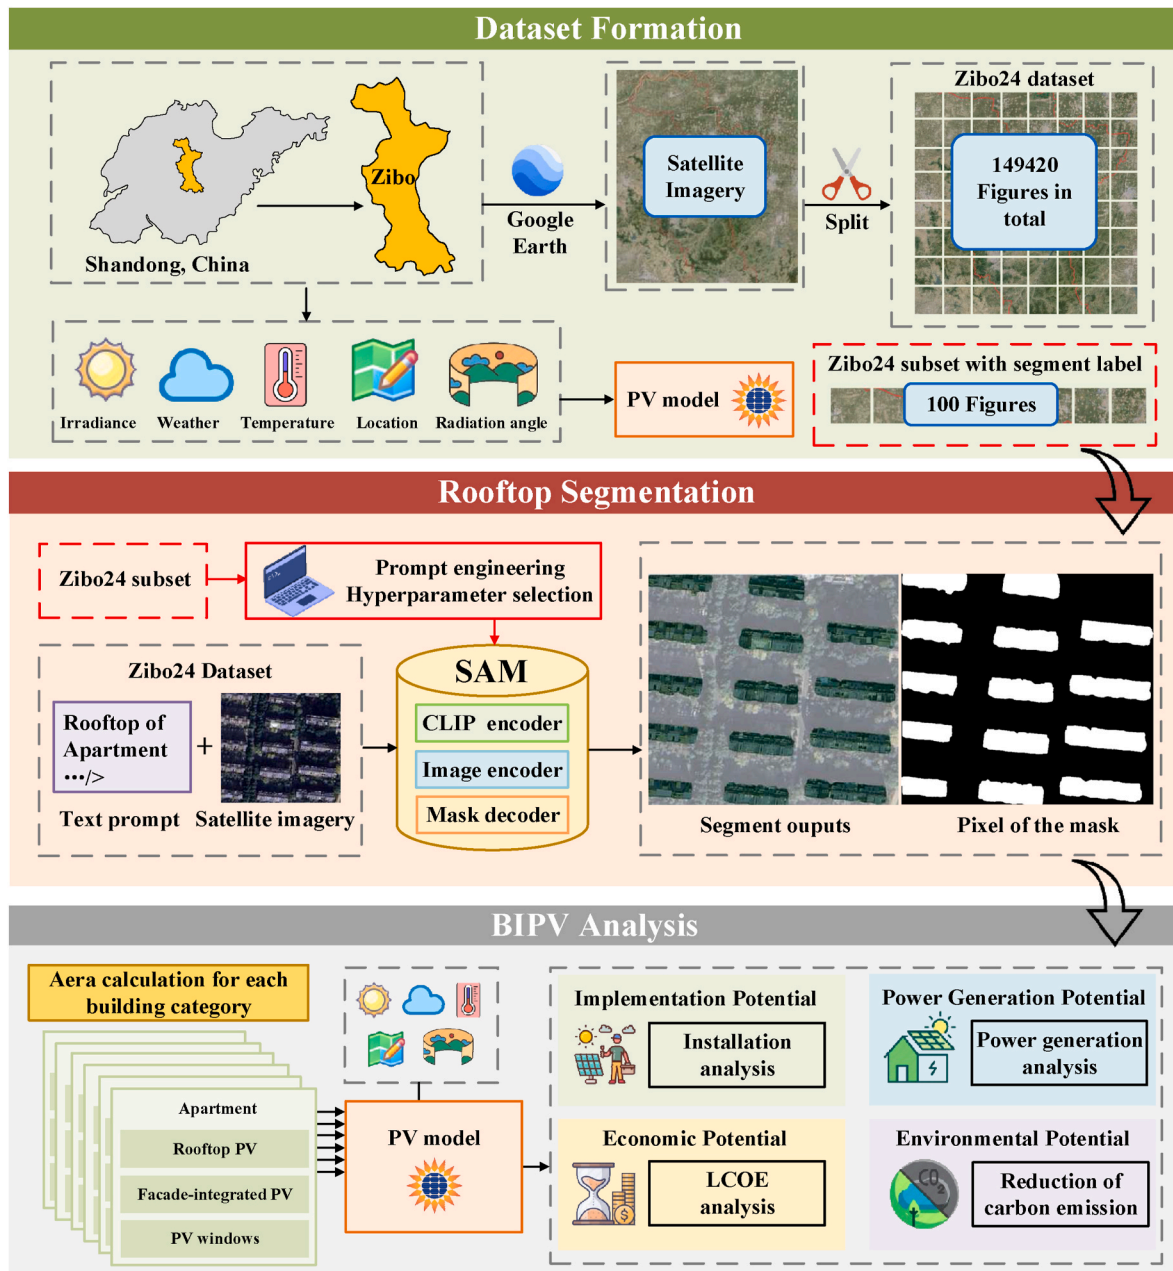 Dataset Formation
Zibo
Shandong, China
Google
Earth
Satellite
Imagery
Split
Zibo24 dataset
149420
Figures in
total
Irradiance
Weather
Temperature
Location
Radiation angle
PV model
Zibo24 subset with segment label
100 Figures
Rooftop Segmentation
Zibo24 subset
Prompt engineering
Hyperparameter selection
Zibo24 Dataset
Rooftop of
Apartment
···/>
+
Text prompt
Satellite imagery
SAM
CLIP encoder
Image encoder
Mask decoder
Segment ouputs
Pixel of the mask
BIPV Analysis
Aera calculation for each
building category
Apartment
Rooftop PV
Facade-integrated PV
PV windows
PV model
Implementation Potential
Installation
analysis
Power Generation Potential
Power generation
analysis
Economic Potential
LCOE
analysis
Environmental Potential
CO2
Reduction of
carbon emission